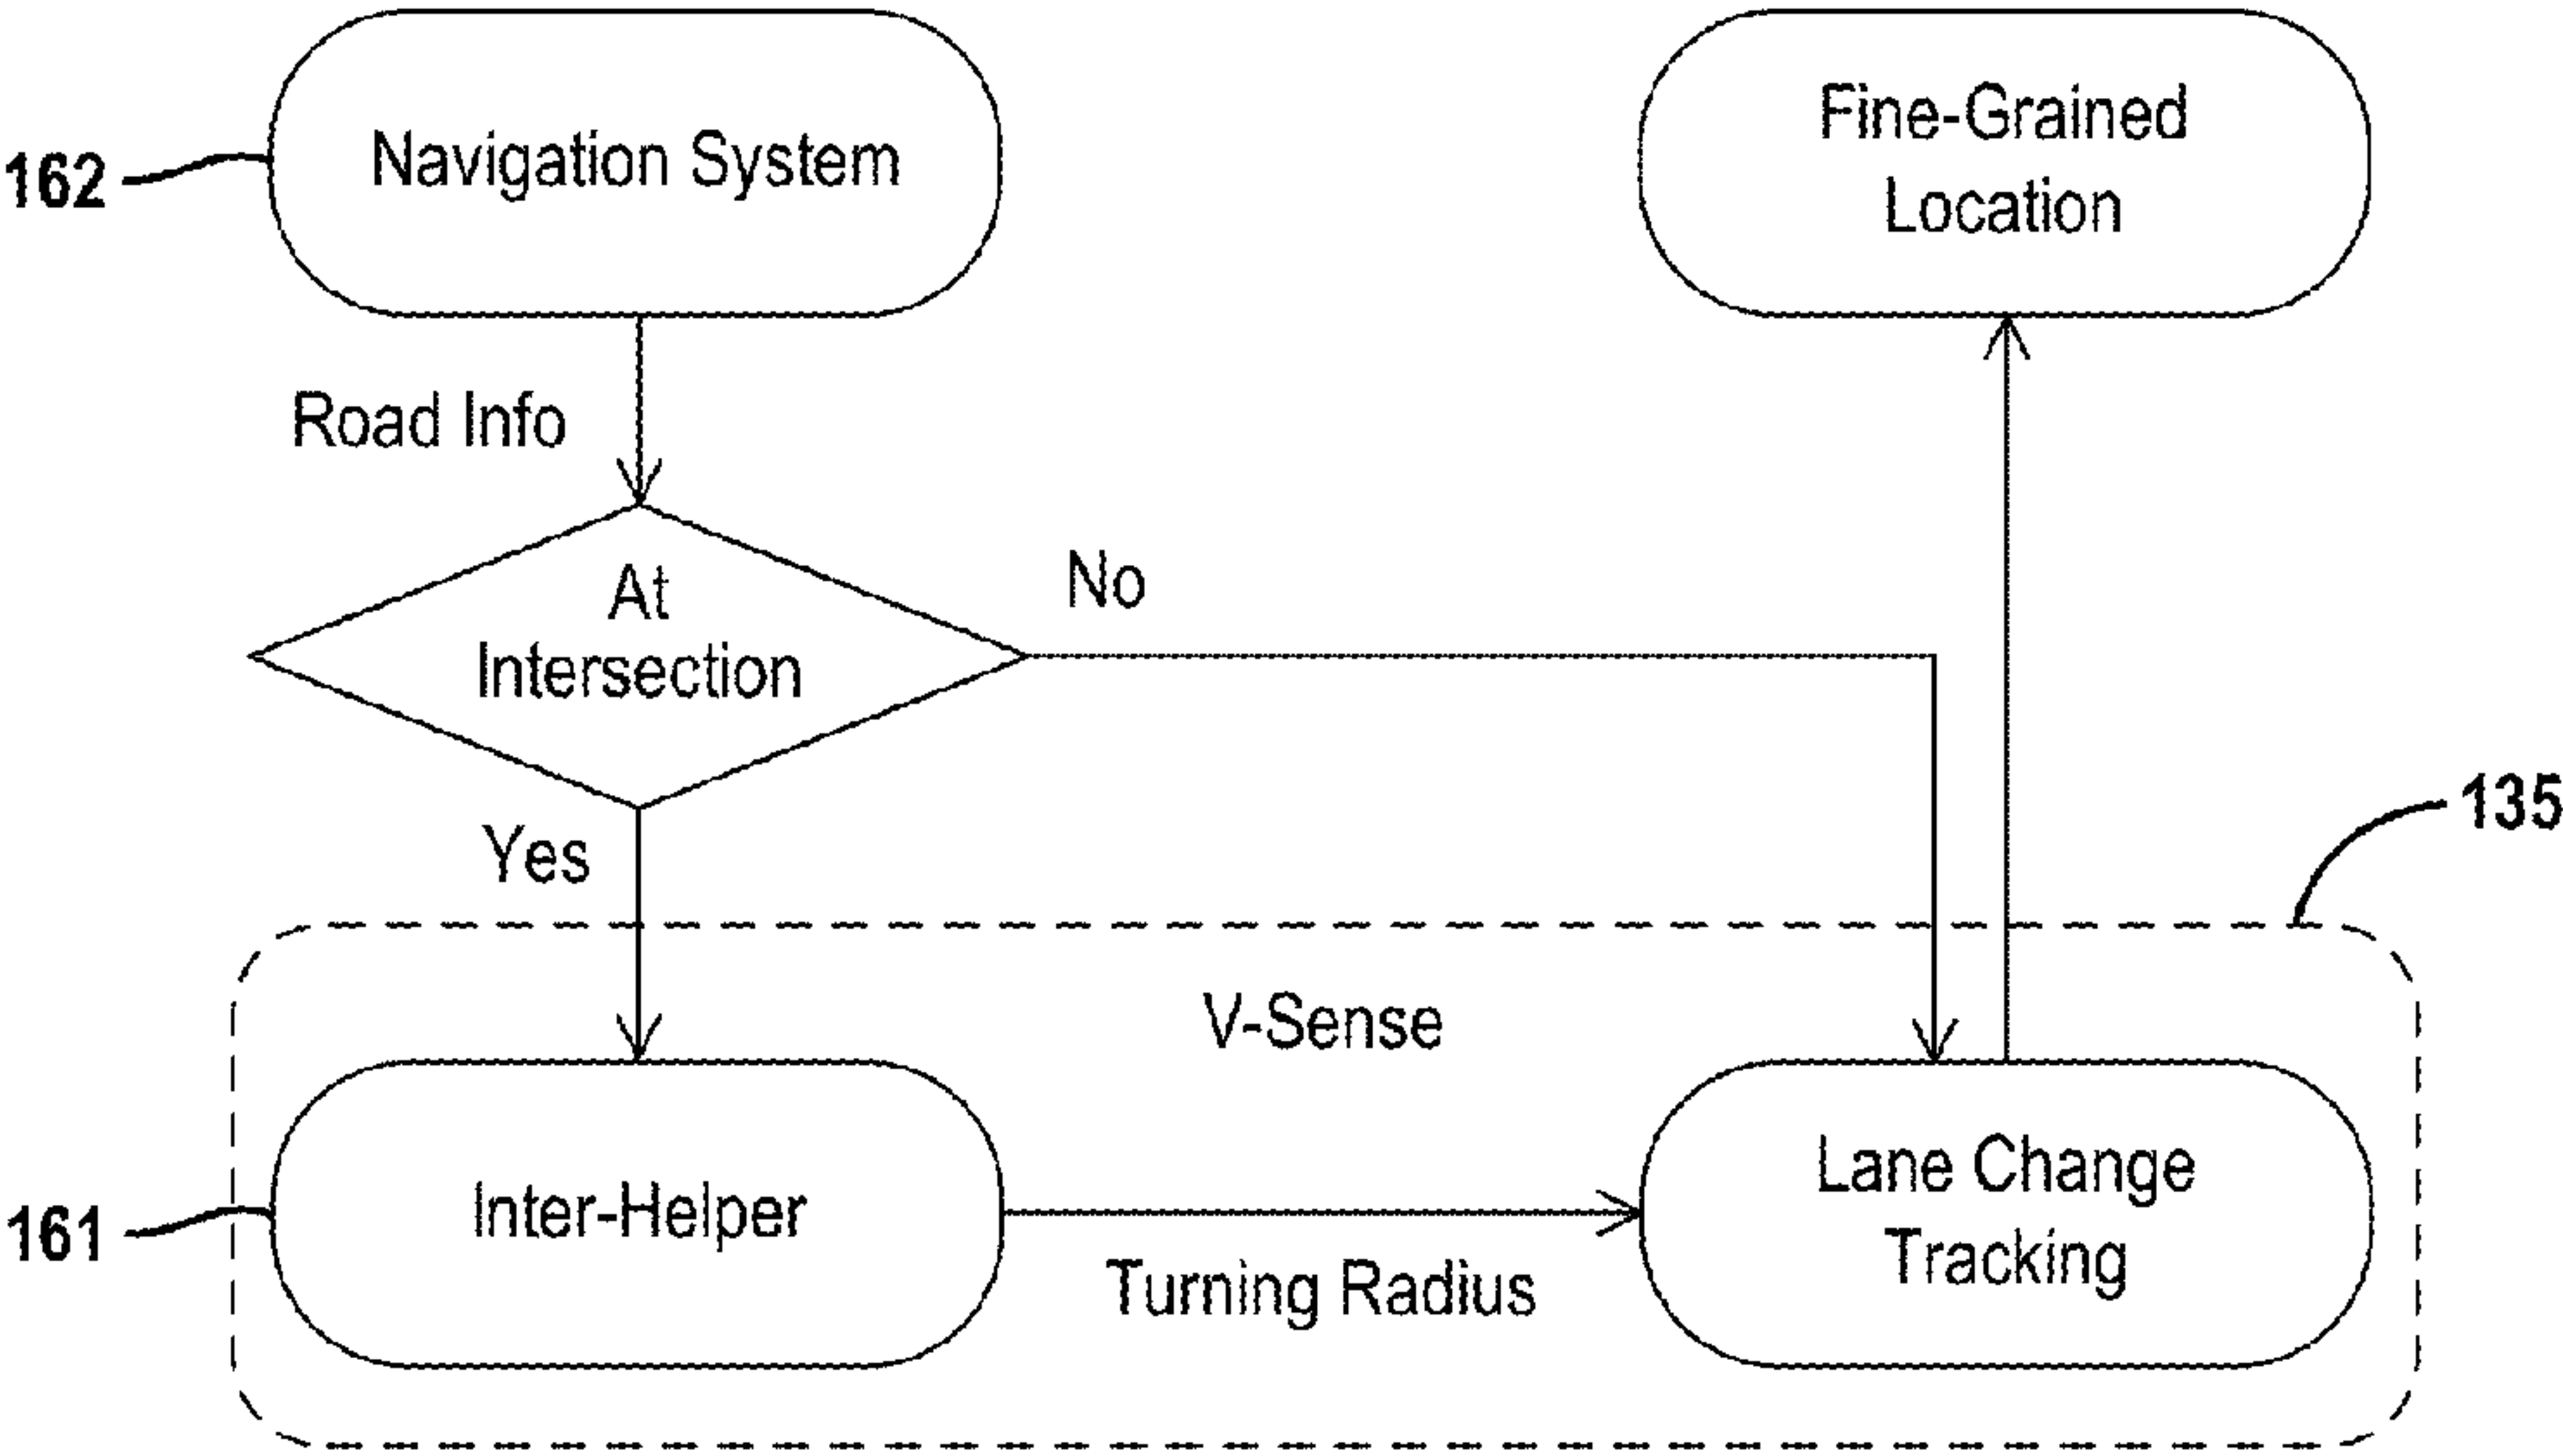 162
Navigation System
Fine-Grained
Location
Road Info
At
Intersection
No
Yes
135
V-Sense
161
Inter-Helper
Turning Radius
Lane Change
Tracking